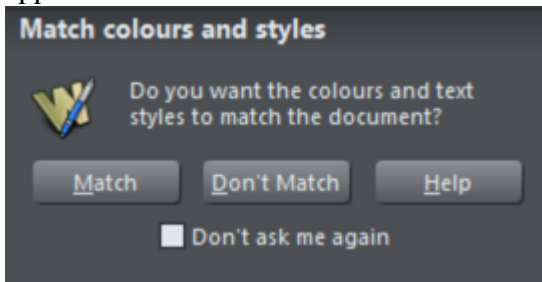 Match colours and styles
Do you want the colours and text
styles to match the document?
Match
Don't Match
Help
Don't ask me again